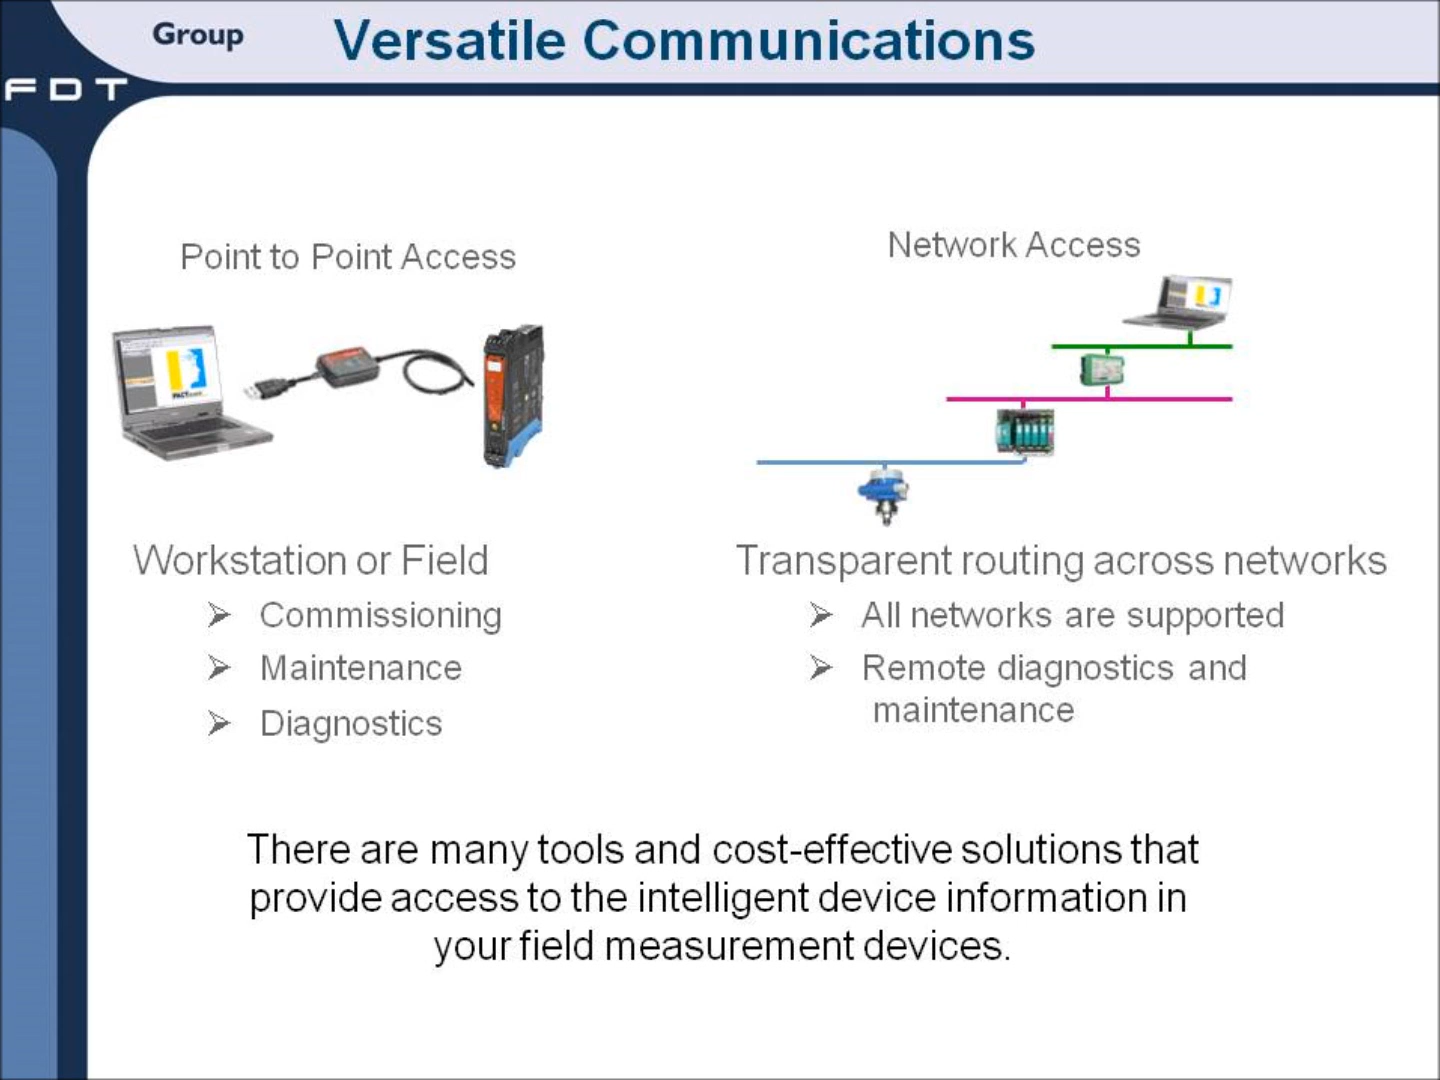 Group
FDT
Versatile Communications
Point to Point Access
Network Access
PACTware
Workstation or Field
Commissioning
Maintenance
Diagnostics
Transparent routing across networks
All networks are supported
Remote diagnostics and
maintenance
There are many tools and cost-effective solutions that
provide access to the intelligent device information in
your field measurement devices.